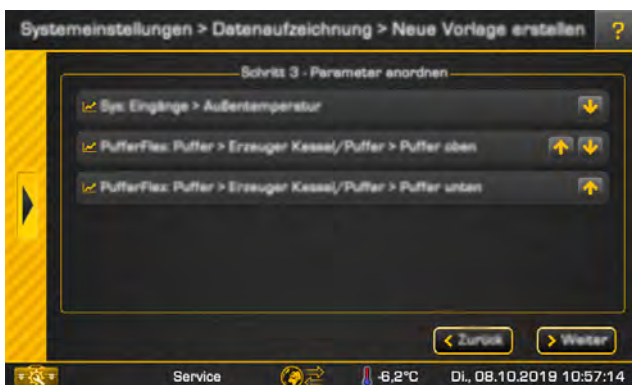 Systemeinstellungen > Datenaufzeichnung > Neue Vorlage erstellen ?
Schritt 3 - Parameter anordnen
Sys: Eingänge > Außentemperatur
PufferFlex: Puffer > Erzeuger Kessel/Puffer > Puffer oben
PufferFlex: Puffer > Erzeuger Kessel/Puffer > Puffer unten
< Zurück > Weiter
Service -6,2°C Di., 08.10.2019 10:57:14